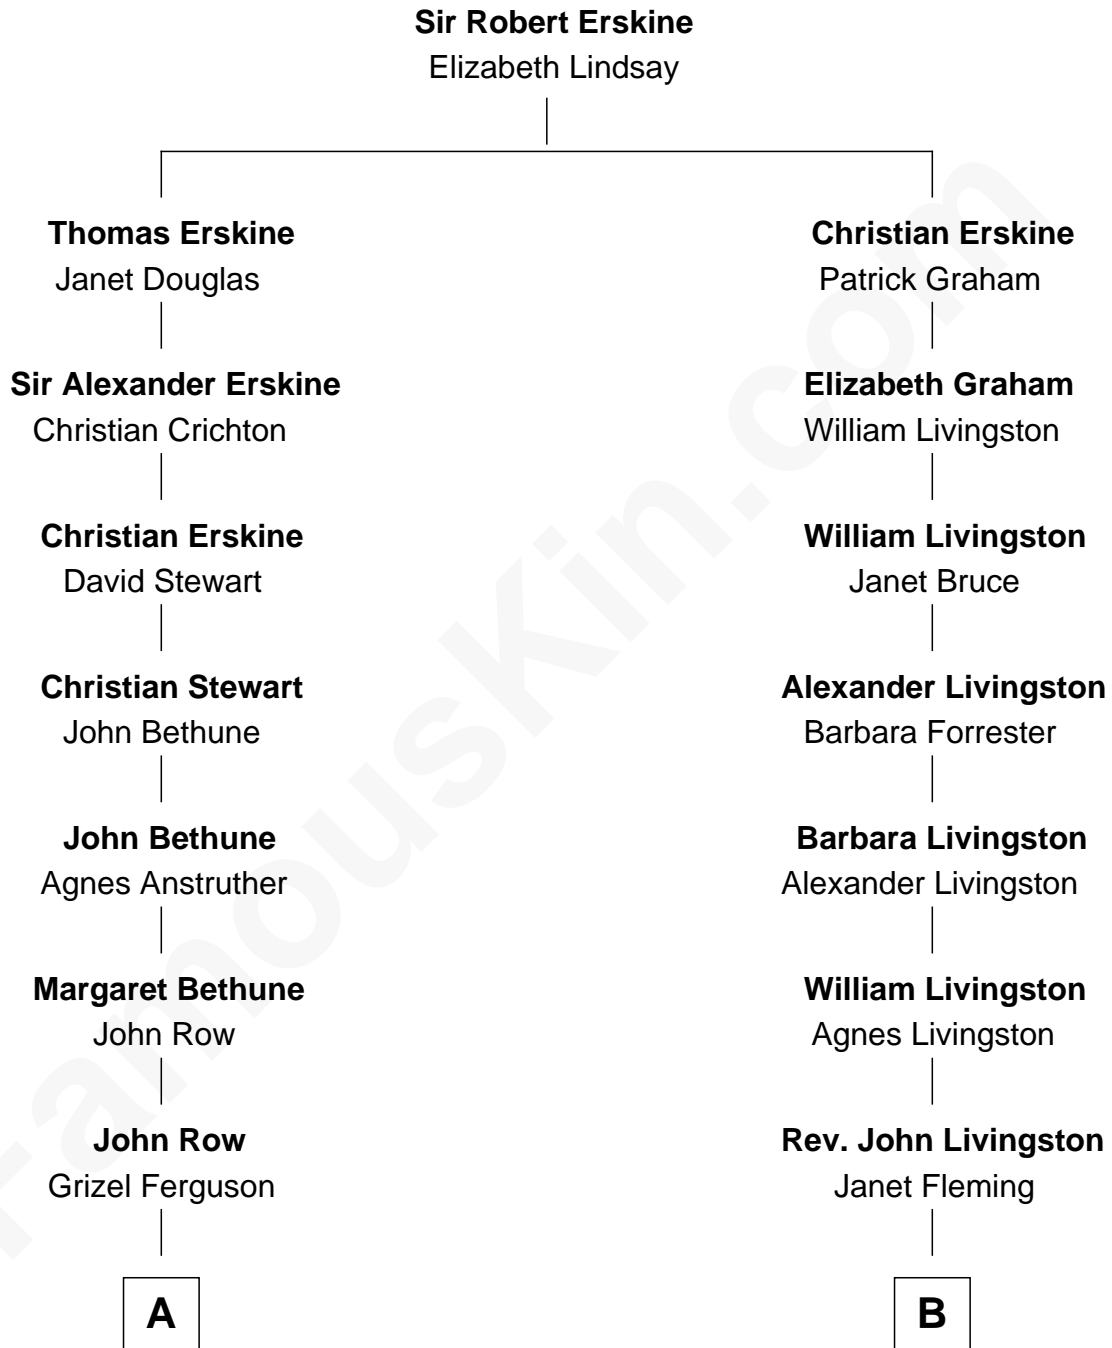 Sir Robert Erskine
Elizabeth Lindsay
Thomas Erskine
Janet Douglas
Christian Erskine
Patrick Graham
Sir Alexander Erskine
Christian Crichton
Elizabeth Graham
William Livingston
Christian Erskine
David Stewart
William Livingston
Janet Bruce
Christian Stewart
John Bethune
Alexander Livingston
Barbara Forrester
John Bethune
Agnes Anstruther
Barbara Livingston
Alexander Livingston
Margaret Bethune
John Row
William Livingston
Agnes Livingston
John Row
Grizel Ferguson
Rev. John Livingston
Janet Fleming
A
B
FamousKin.com